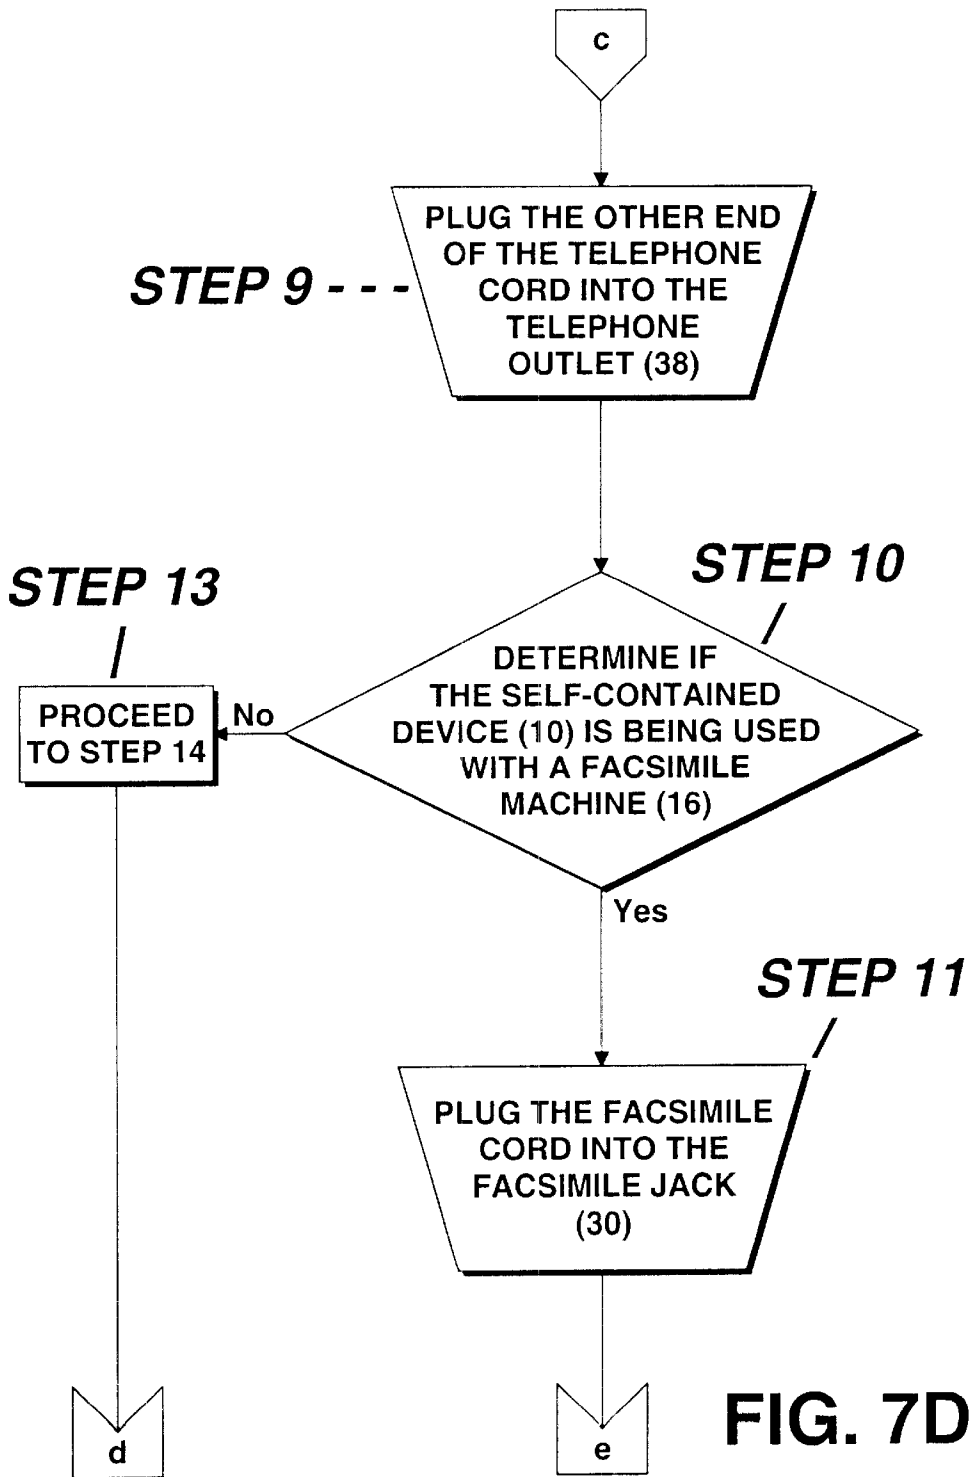 c
PLUG THE OTHER END
OF THE TELEPHONE
CORD INTO THE
TELEPHONE
OUTLET (38)
STEP 9 - - -
STEP 10
DETERMINE IF
THE SELF-CONTAINED
DEVICE (10) IS BEING USED
WITH A FACSIMILE
MACHINE (16)
No
STEP 13
PROCEED
TO STEP 14
Yes
STEP 11
PLUG THE FACSIMILE
CORD INTO THE
FACSIMILE JACK
(30)
d
e
FIG. 7D